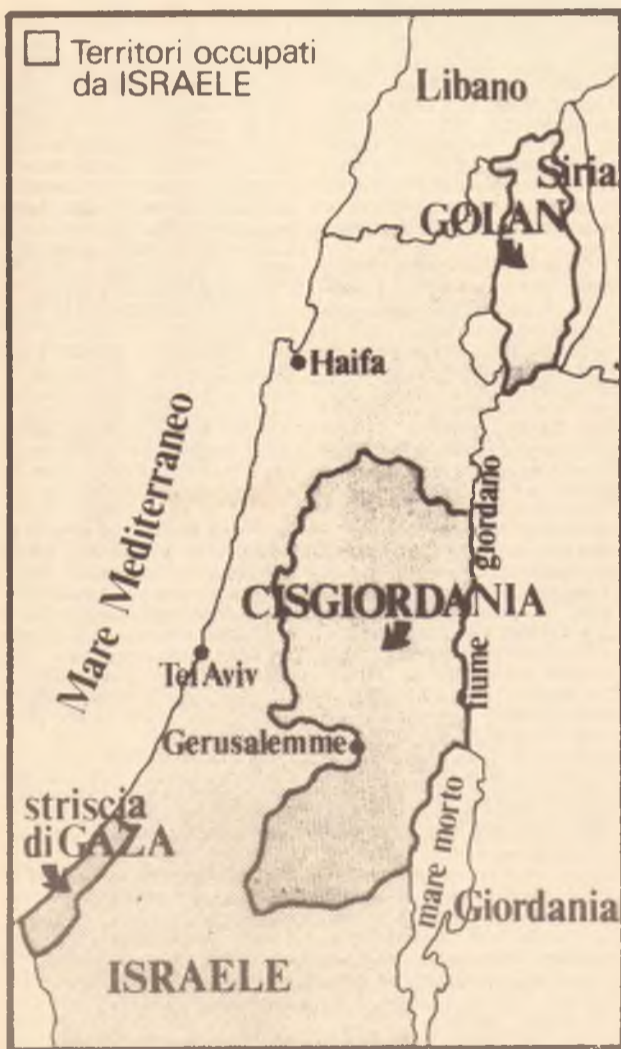 Territori occupati
da ISRAELE
Libano
Siria
GOLAN
Haifa
Mare Mediterraneo
fiume giordano
CISGIORDANIA
Tel Aviv
Gerusalemme
striscia
di GAZA
mare morto
Giordania
ISRAELE